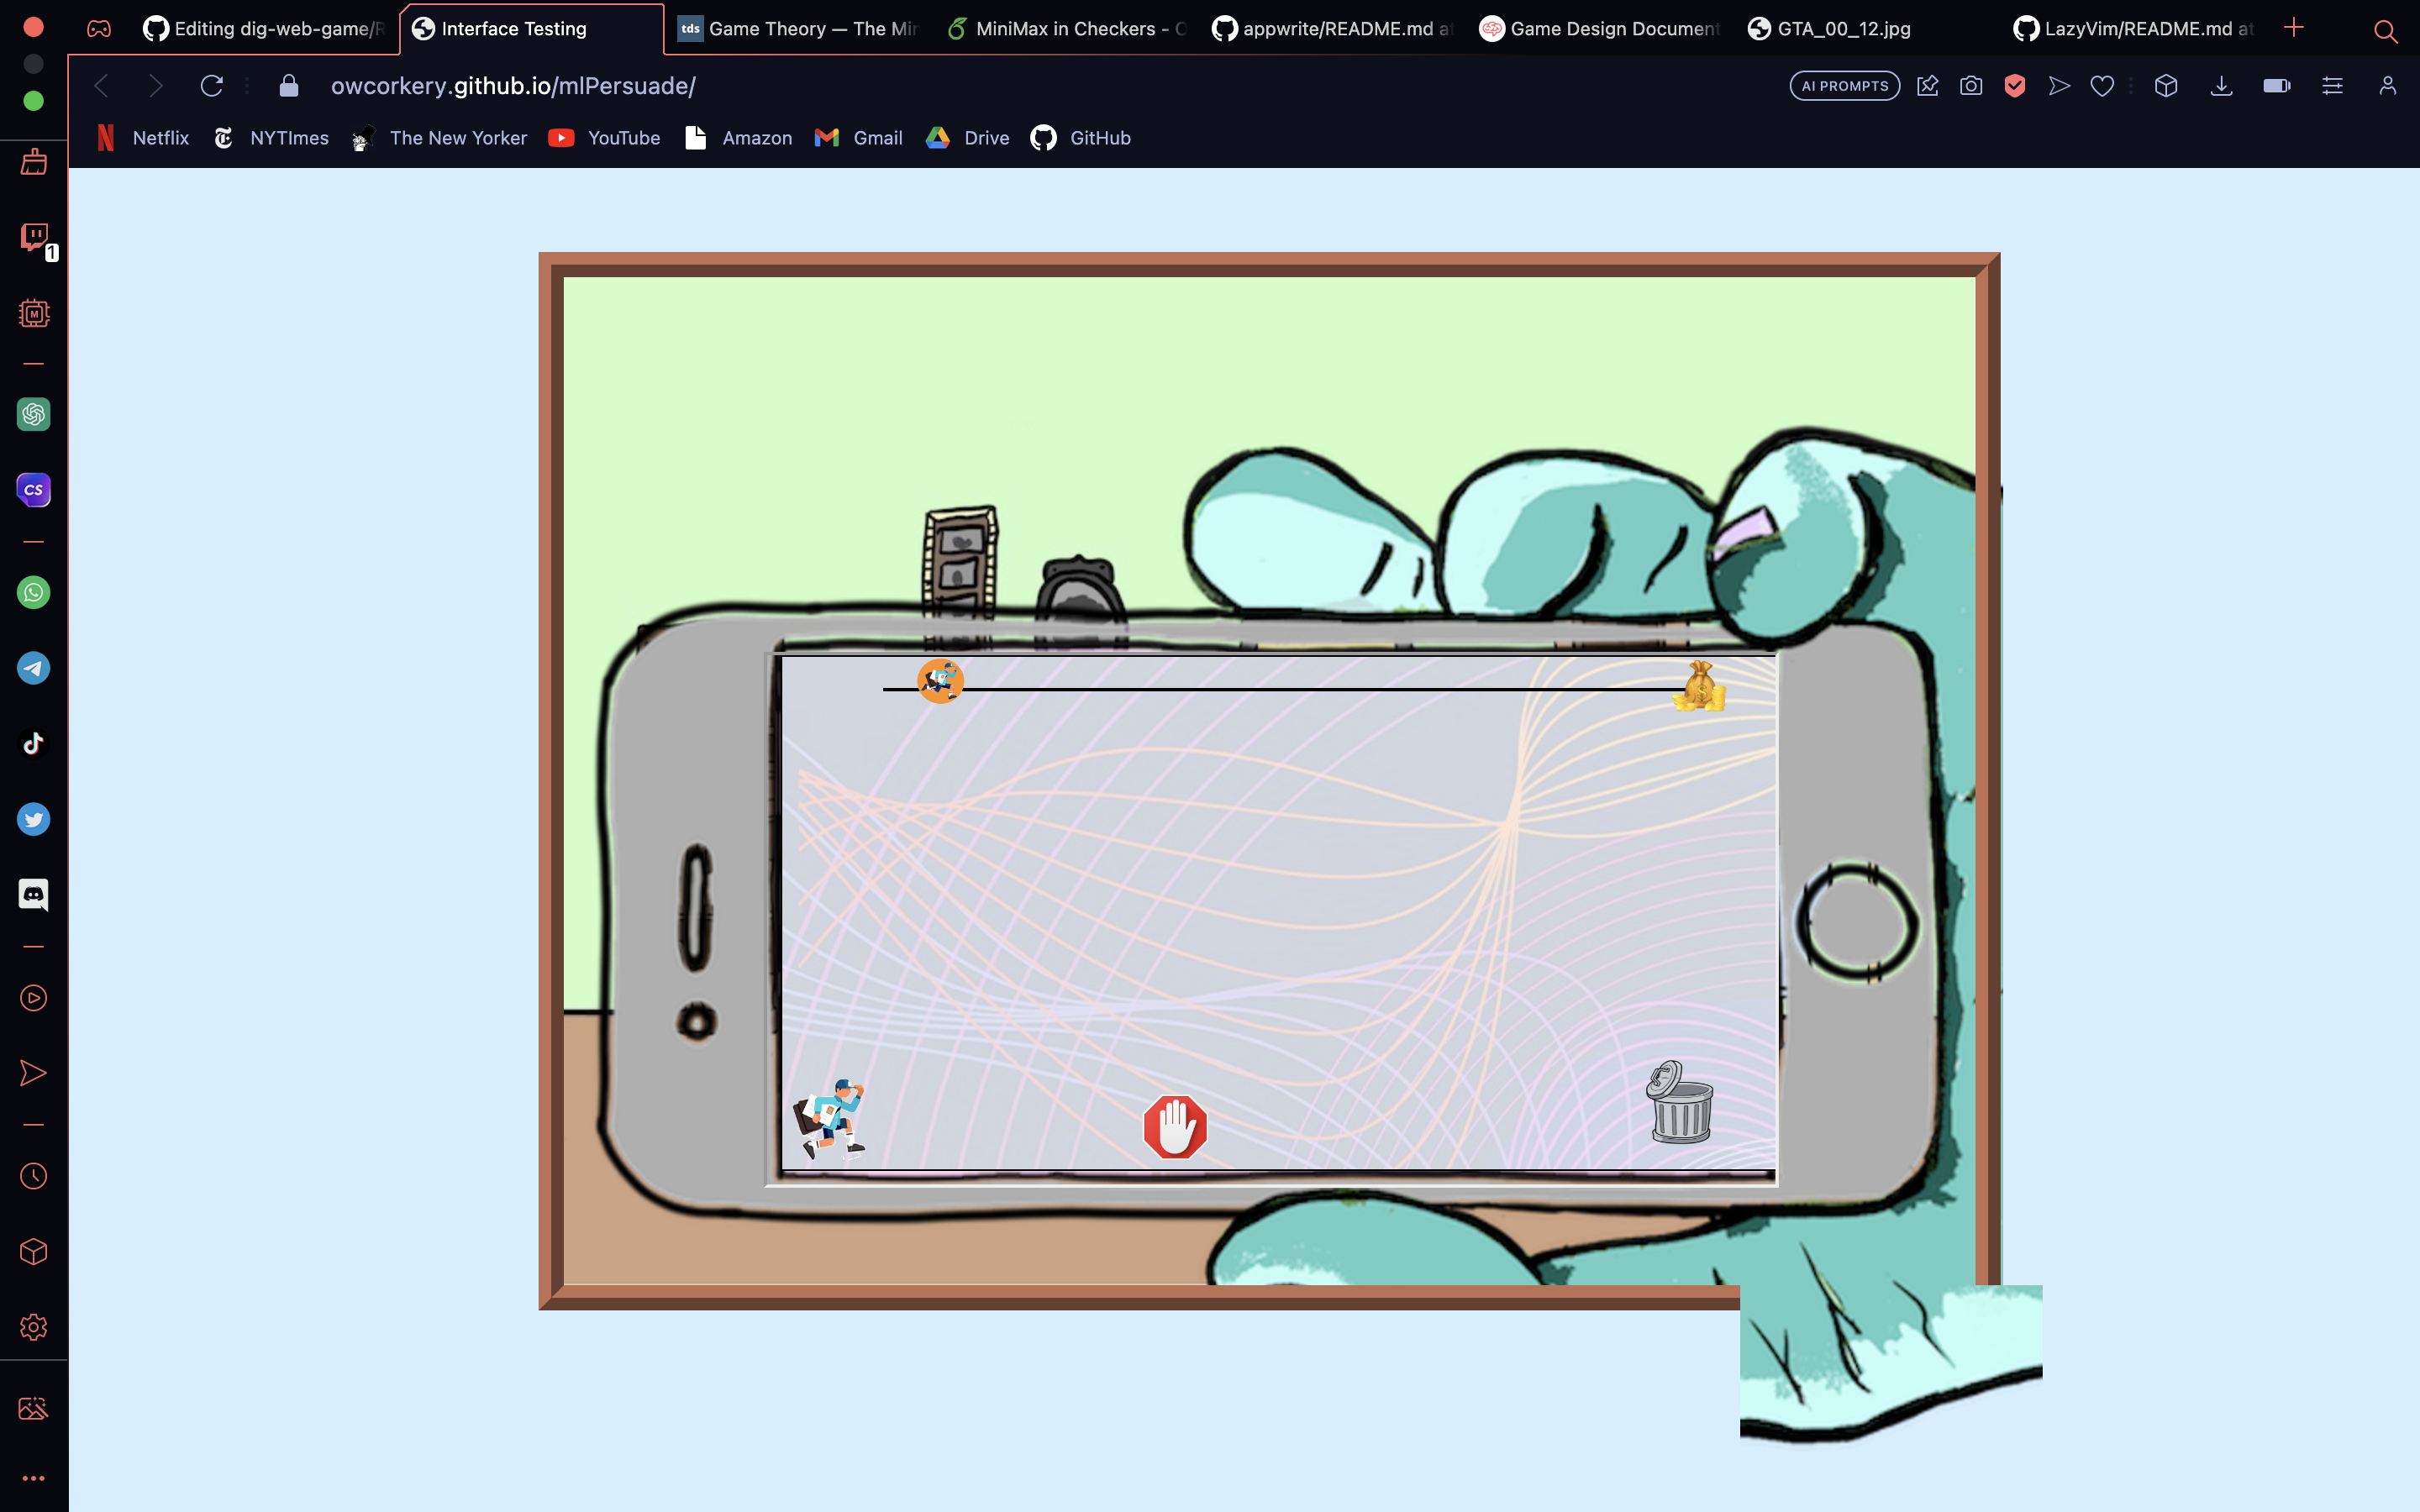 Editing dig-web-game/R
Interface Testing
tds Game Theory — The Min
MiniMax in Checkers - O
appwrite/README.md at
Game Design Document
GTA_00_12.jpg
LazyVim/README.md at
owcorkery.github.io/mlPersuade/
AI PROMPTS
Netflix
NYTImes
The New Yorker
YouTube
Amazon
Gmail
Drive
GitHub
1
M
CS
$